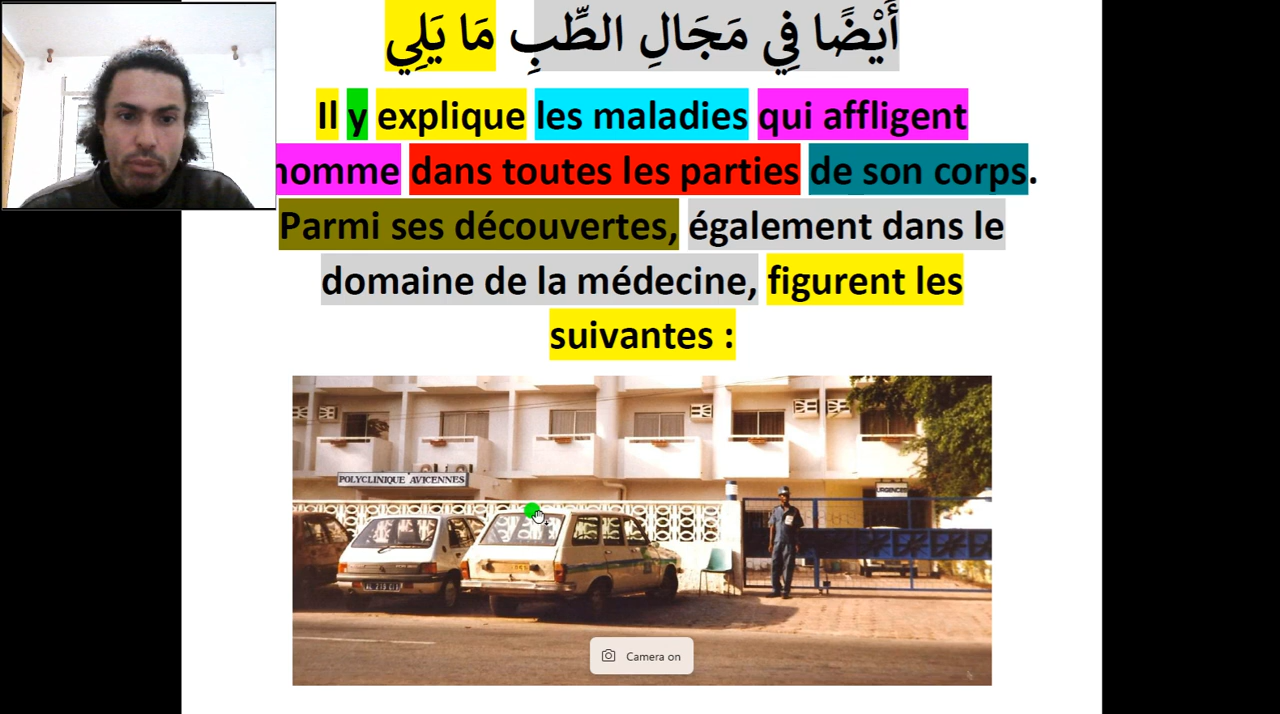 أَيْضًا فِي مَجَالِ الطِّبِ مَا يَلِي
Il y explique les maladies qui affligent
homme dans toutes les parties de son corps.
Parmi ses découvertes, également dans le
domaine de la médecine, figurent les
suivantes :
POLYCLINIQUE AVICENNES
URGENCES
Camera on